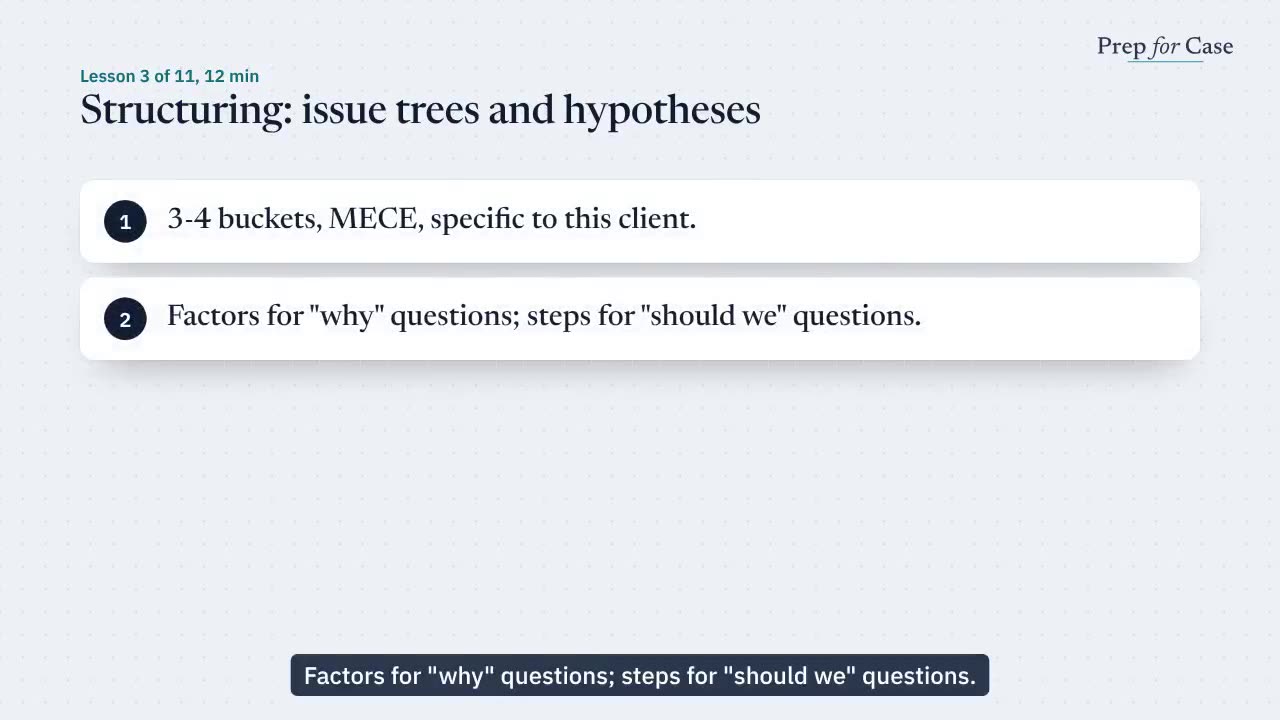 Prep for Case
Lesson 3 of 11, 12 min
Structuring: issue trees and hypotheses
1 3-4 buckets, MECE, specific to this client.
2 Factors for "why" questions; steps for "should we" questions.
Factors for "why" questions; steps for "should we" questions.